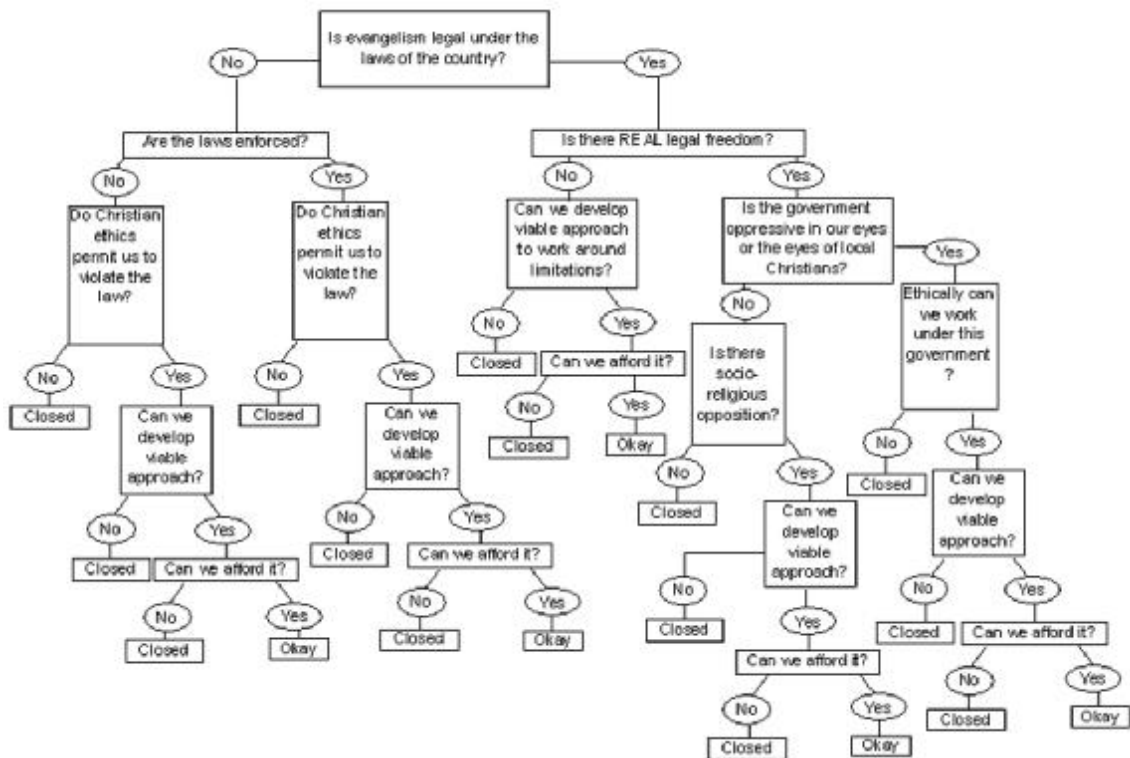 Is evangelism legal under the
laws of the country?
No
Yes
Are the laws enforced?
Is there REAL legal freedom?
No
Yes
No
Yes
Do Christian
ethics
permit us to
violate the
law?
Do Christian
ethics
permit us to
violate the
law?
Can we develop
viable approach
to work around
limitations?
Is the government
oppressive in our eyes
or the eyes of local
Christians?
Yes
No
Ethically can
we work
under this
government
?
No
Yes
Is there
socio-
religious
opposition?
Can we afford it?
Closed
No
Yes
No
Yes
No
Yes
Closed
Okay
Closed
Closed
Can we
develop
viable
approach?
Can we
develop
viable
approach?
No
Yes
No
Yes
Closed
Closed
Can we
develop
viable
approach?
Can we
develop
viable
approach?
No
Yes
No
Yes
Closed
Can we afford it?
Closed
Can we afford it?
No
Yes
No
Yes
Closed
Okay
Closed
Okay
No
Yes
No
Yes
Closed
Can we afford it?
Closed
Can we afford it?
No
Yes
No
Yes
Closed
Okay
Closed
Okay